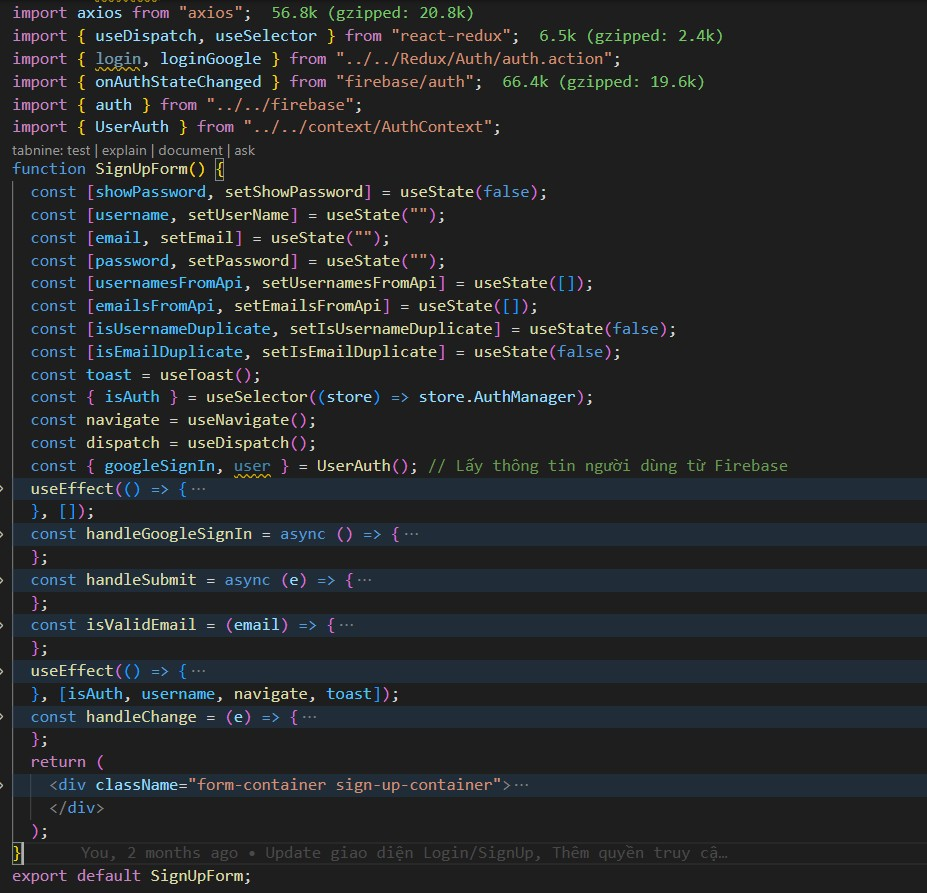 import axios from "axios";  56.8k (gzipped: 20.8k)
import { useDispatch, useSelector } from "react-redux";  6.5k (gzipped: 2.4k)
import { login, loginGoogle } from "../../Redux/Auth/auth.action";
import { onAuthStateChanged } from "firebase/auth";  66.4k (gzipped: 19.6k)
import { auth } from "../../firebase";
import { UserAuth } from "../../context/AuthContext";
tabnine: test | explain | document | ask
function SignUpForm() {
  const [showPassword, setShowPassword] = useState(false);
  const [username, setUserName] = useState("");
  const [email, setEmail] = useState("");
  const [password, setPassword] = useState("");
  const [usernamesFromApi, setUsernamesFromApi] = useState([]);
  const [emailsFromApi, setEmailsFromApi] = useState([]);
  const [isUsernameDuplicate, setIsUsernameDuplicate] = useState(false);
  const [isEmailDuplicate, setIsEmailDuplicate] = useState(false);
  const toast = useToast();
  const { isAuth } = useSelector((store) => store.AuthManager);
  const navigate = useNavigate();
  const dispatch = useDispatch();
  const { googleSignIn, user } = UserAuth(); // Lấy thông tin người dùng từ Firebase
  useEffect(() => { ⋯
  }, []);
  const handleGoogleSignIn = async () => { ⋯
  };
  const handleSubmit = async (e) => { ⋯
  };
  const isValidEmail = (email) => { ⋯
  };
  useEffect(() => { ⋯
  }, [isAuth, username, navigate, toast]);
  const handleChange = (e) => { ⋯
  };
  return (
    <div className="form-container sign-up-container"> ⋯
    </div>
  );
}      You, 2 months ago • Update giao diện Login/SignUp, Thêm quyền truy cậ…
export default SignUpForm;